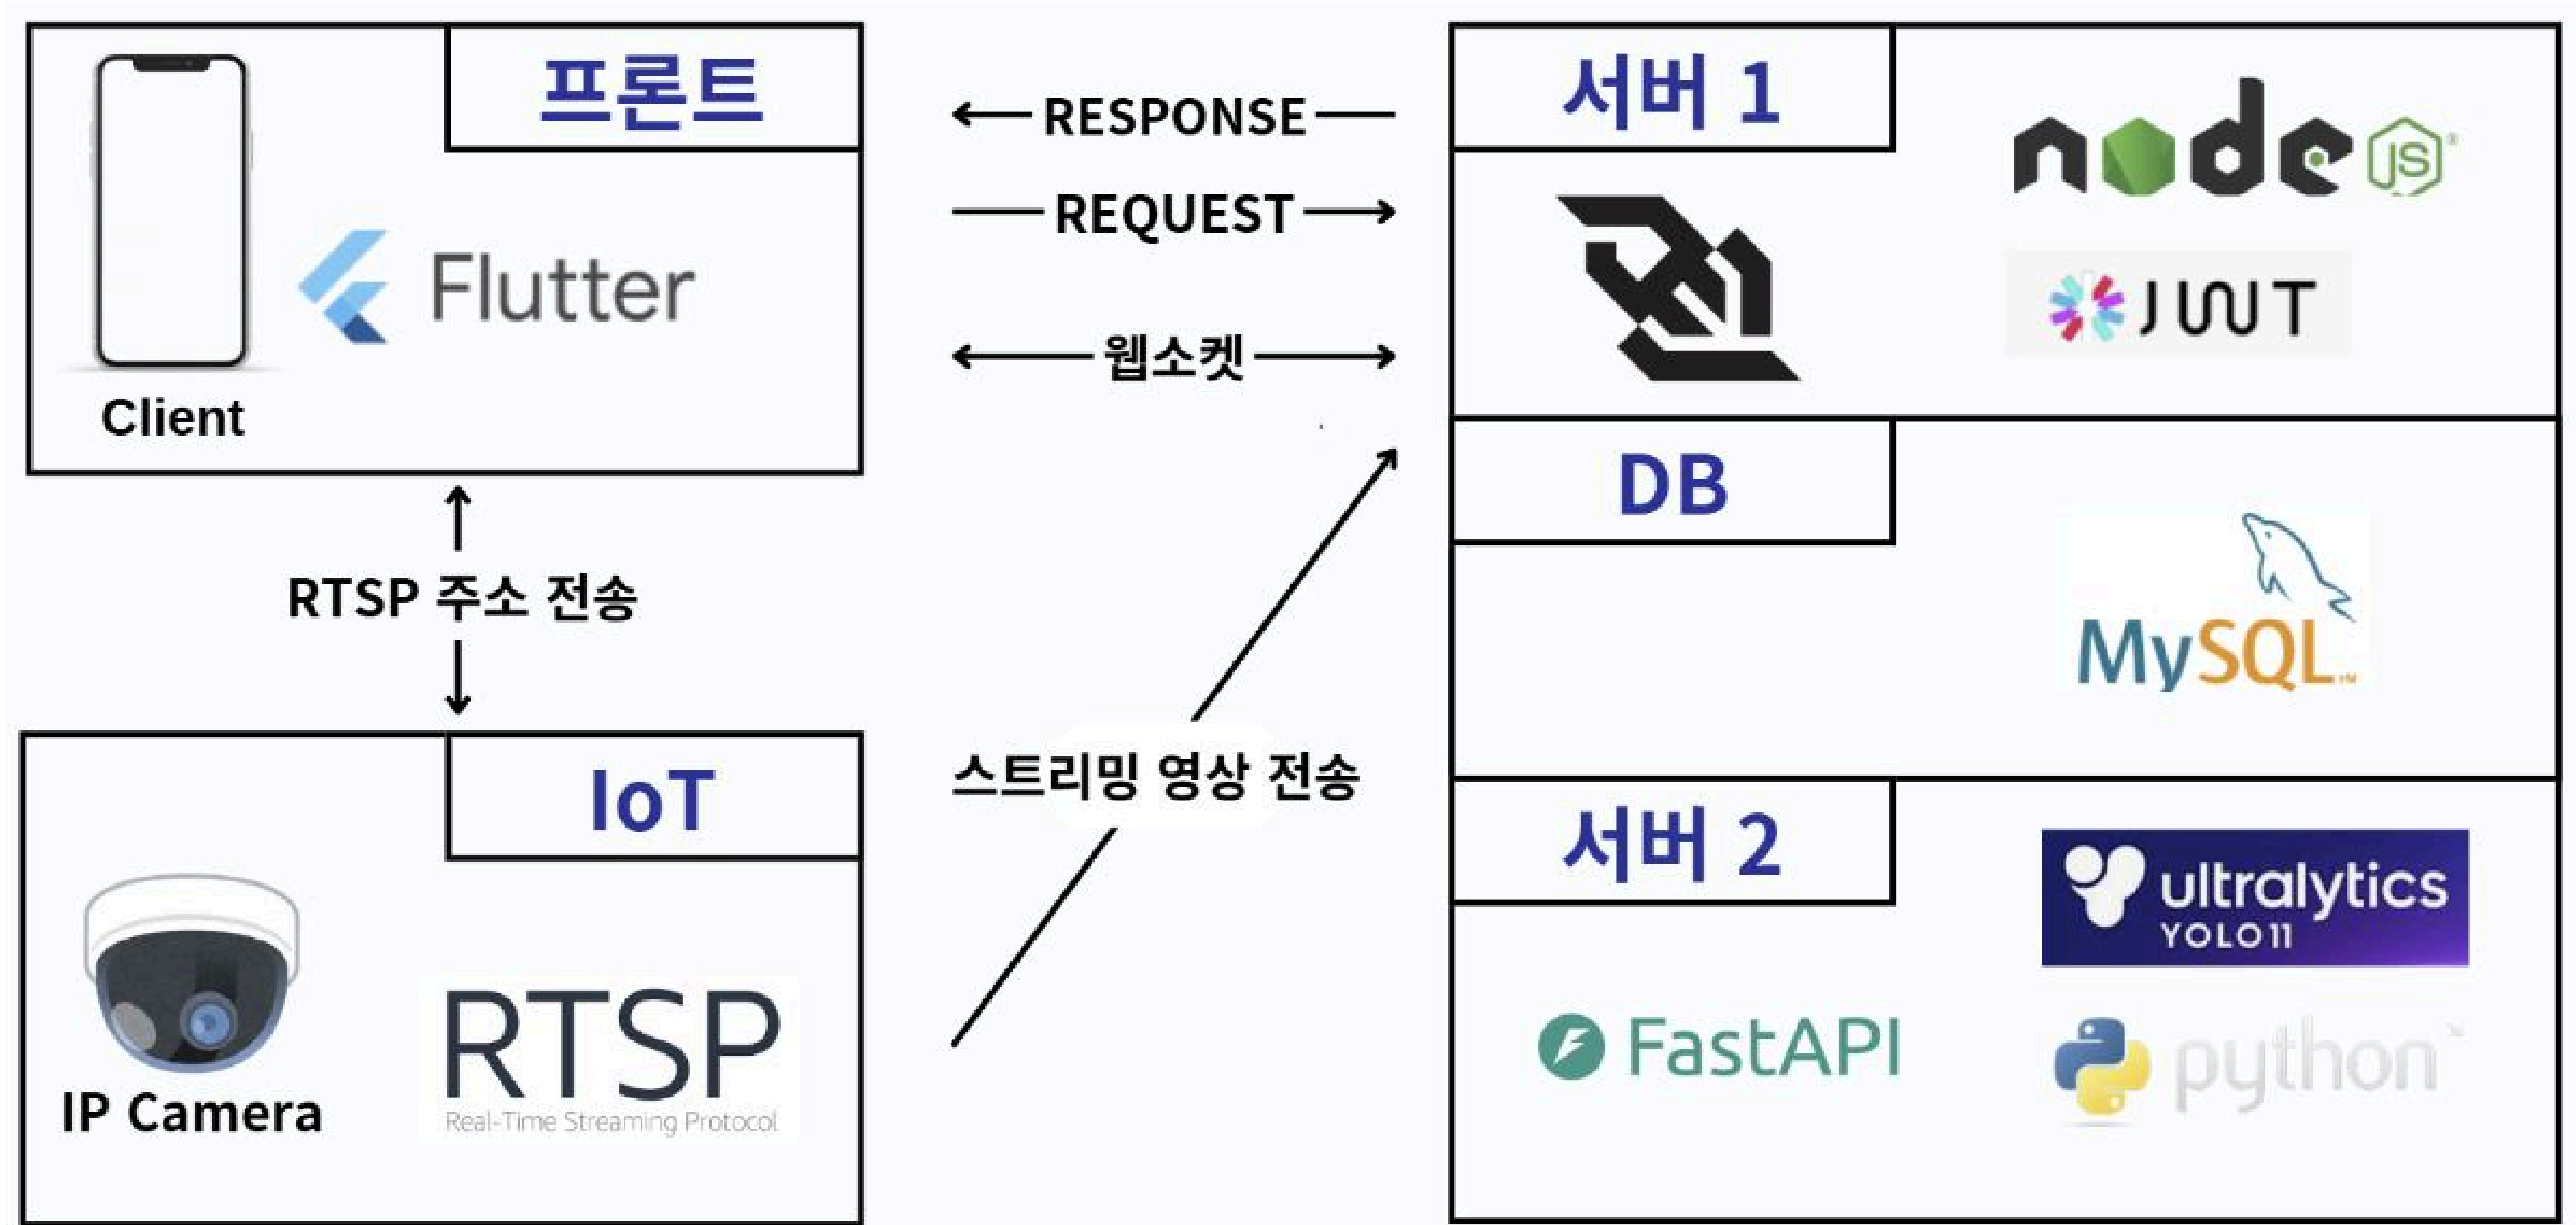 프론트
Flutter
Client
RTSP 주소 전송
IoT
IP Camera
RTSP
Real-Time Streaming Protocol
RESPONSE
REQUEST
웹소켓
스트리밍 영상 전송
서버 1
node JS®
JWT
DB
MySQL™
서버 2
ultralytics
YOLO11
FastAPI
python™